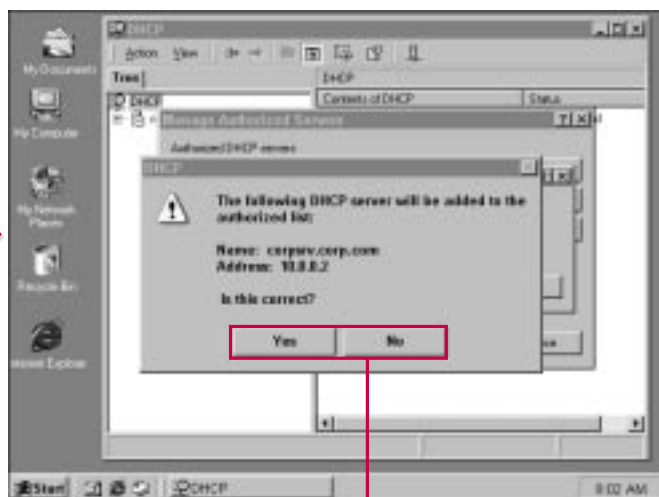 DHCP
My Documents
Action View
Tree
DHCP
DHCP
Contents of DHCP
Status
My Computer
Manage Authorized Servers
Authorized DHCP servers
DHCP
The following DHCP server will be added to the
authorized list:
My Network
Places
Name: corpsrv.corp.com
Address: 10.0.0.2
Recycle Bin
Is this correct?
Yes
No
Internet Explorer
Start
DHCP
8:02 AM